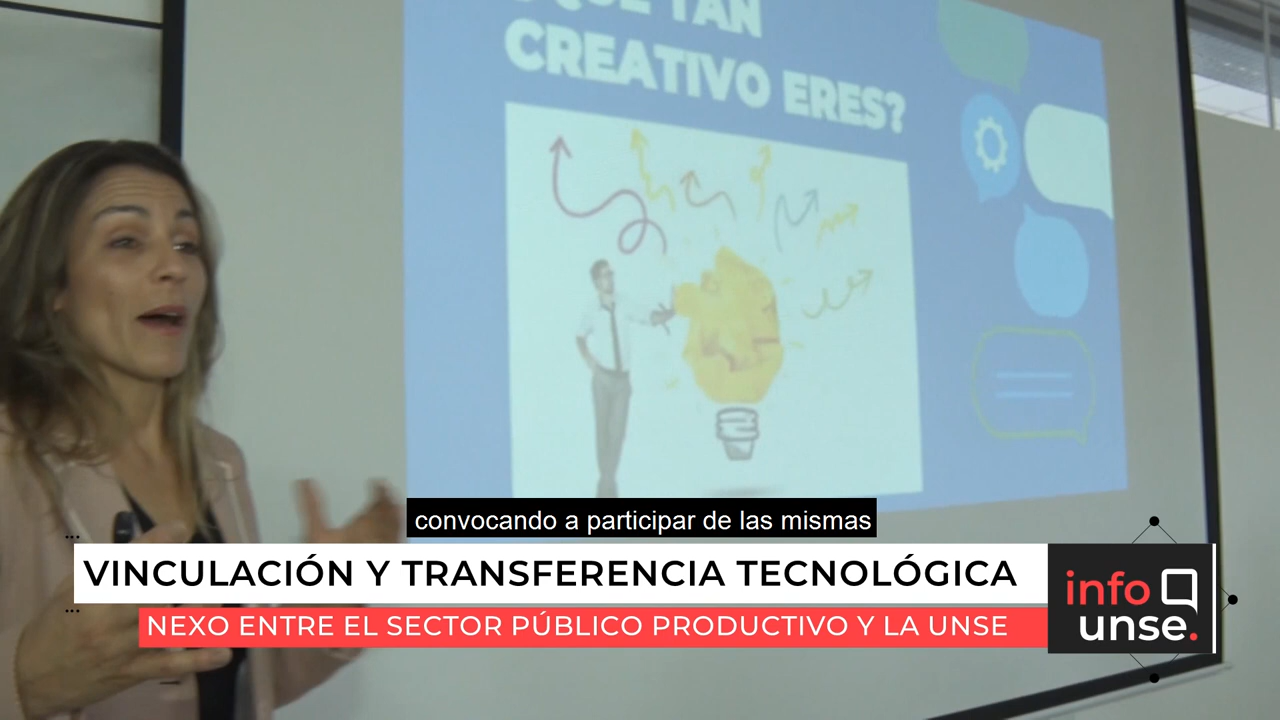 TAN
CREATIVO ERES?
convocando a participar de las mismas
VINCULACIÓN Y TRANSFERENCIA TECNOLÓGICA
NEXO ENTRE EL SECTOR PÚBLICO PRODUCTIVO Y LA UNSE
info
unse.